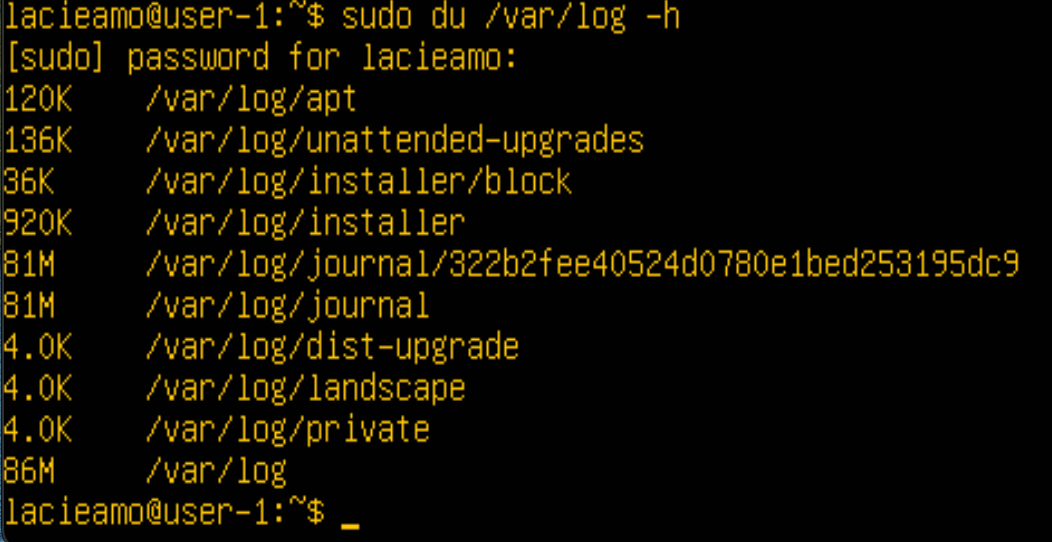 lacieamo@user-1:~$ sudo du /var/log -h
[sudo] password for lacieamo:
120K /var/log/apt
136K /var/log/unattended-upgrades
36K /var/log/installer/block
920K /var/log/installer
81M /var/log/journal/322b2fee40524d0780e1bed253195dc9
81M /var/log/journal
4.0K /var/log/dist-upgrade
4.0K /var/log/landscape
4.0K /var/log/private
86M /var/log
lacieamo@user-1:~$ _